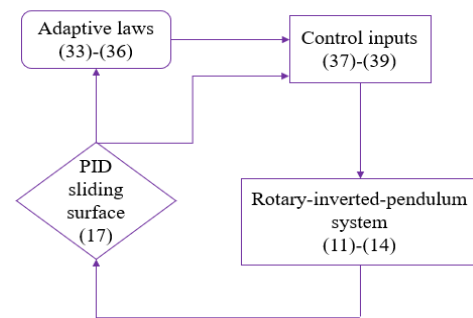 Adaptive laws
(33)-(36)
Control inputs
(37)-(39)
PID
sliding
surface
(17)
Rotary-inverted-pendulum
system
(11)-(14)